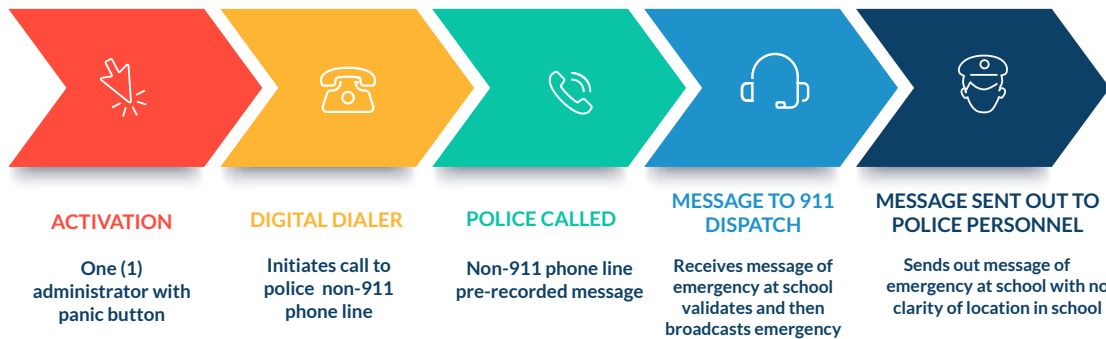 ACTIVATION
One (1)
administrator with
panic button
DIGITAL DIALER
Initiates call to
police non-911
phone line
POLICE CALLED
Non-911 phone line
pre-recorded message
MESSAGE TO 911
DISPATCH
Receives message of
emergency at school
validates and then
broadcasts emergency
MESSAGE SENT OUT TO
POLICE PERSONNEL
Sends out message of
emergency at school with no
clarity of location in school